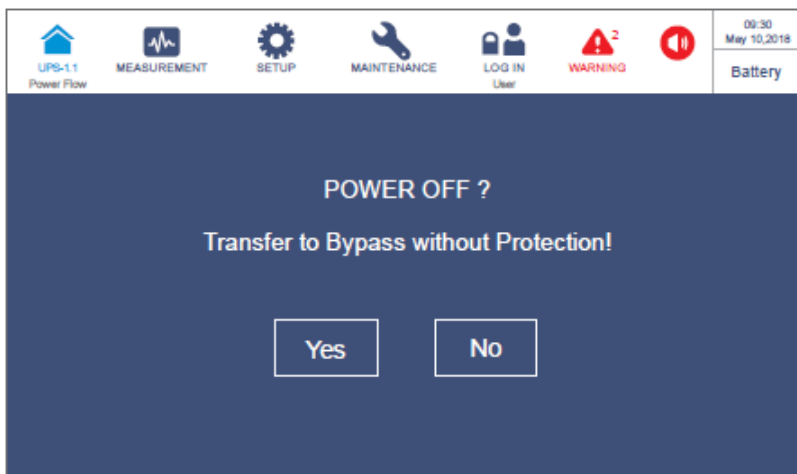 UPS-1.1
Power Flow
MEASUREMENT
SETUP
MAINTENANCE
LOG IN
User
2
WARNING
09:30
May 10,2018
Battery
POWER OFF ?
Transfer to Bypass without Protection!
Yes
No